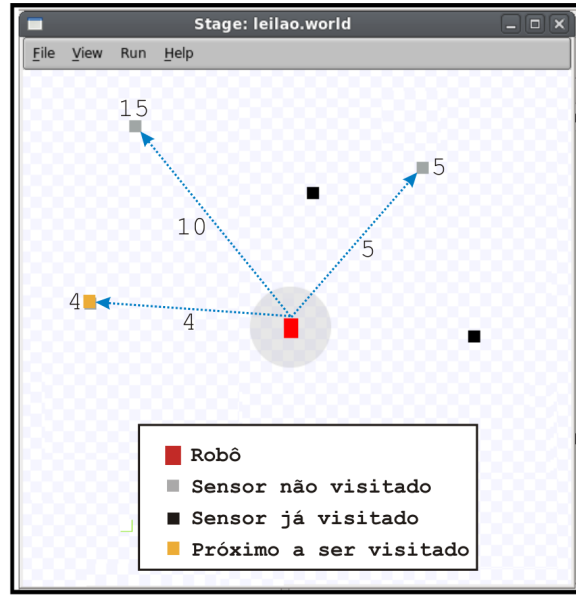 Stage: leilao.world
File View Run Help
15
5
10
5
4
4
Robô
Sensor não visitado
Sensor já visitado
Próximo a ser visitado